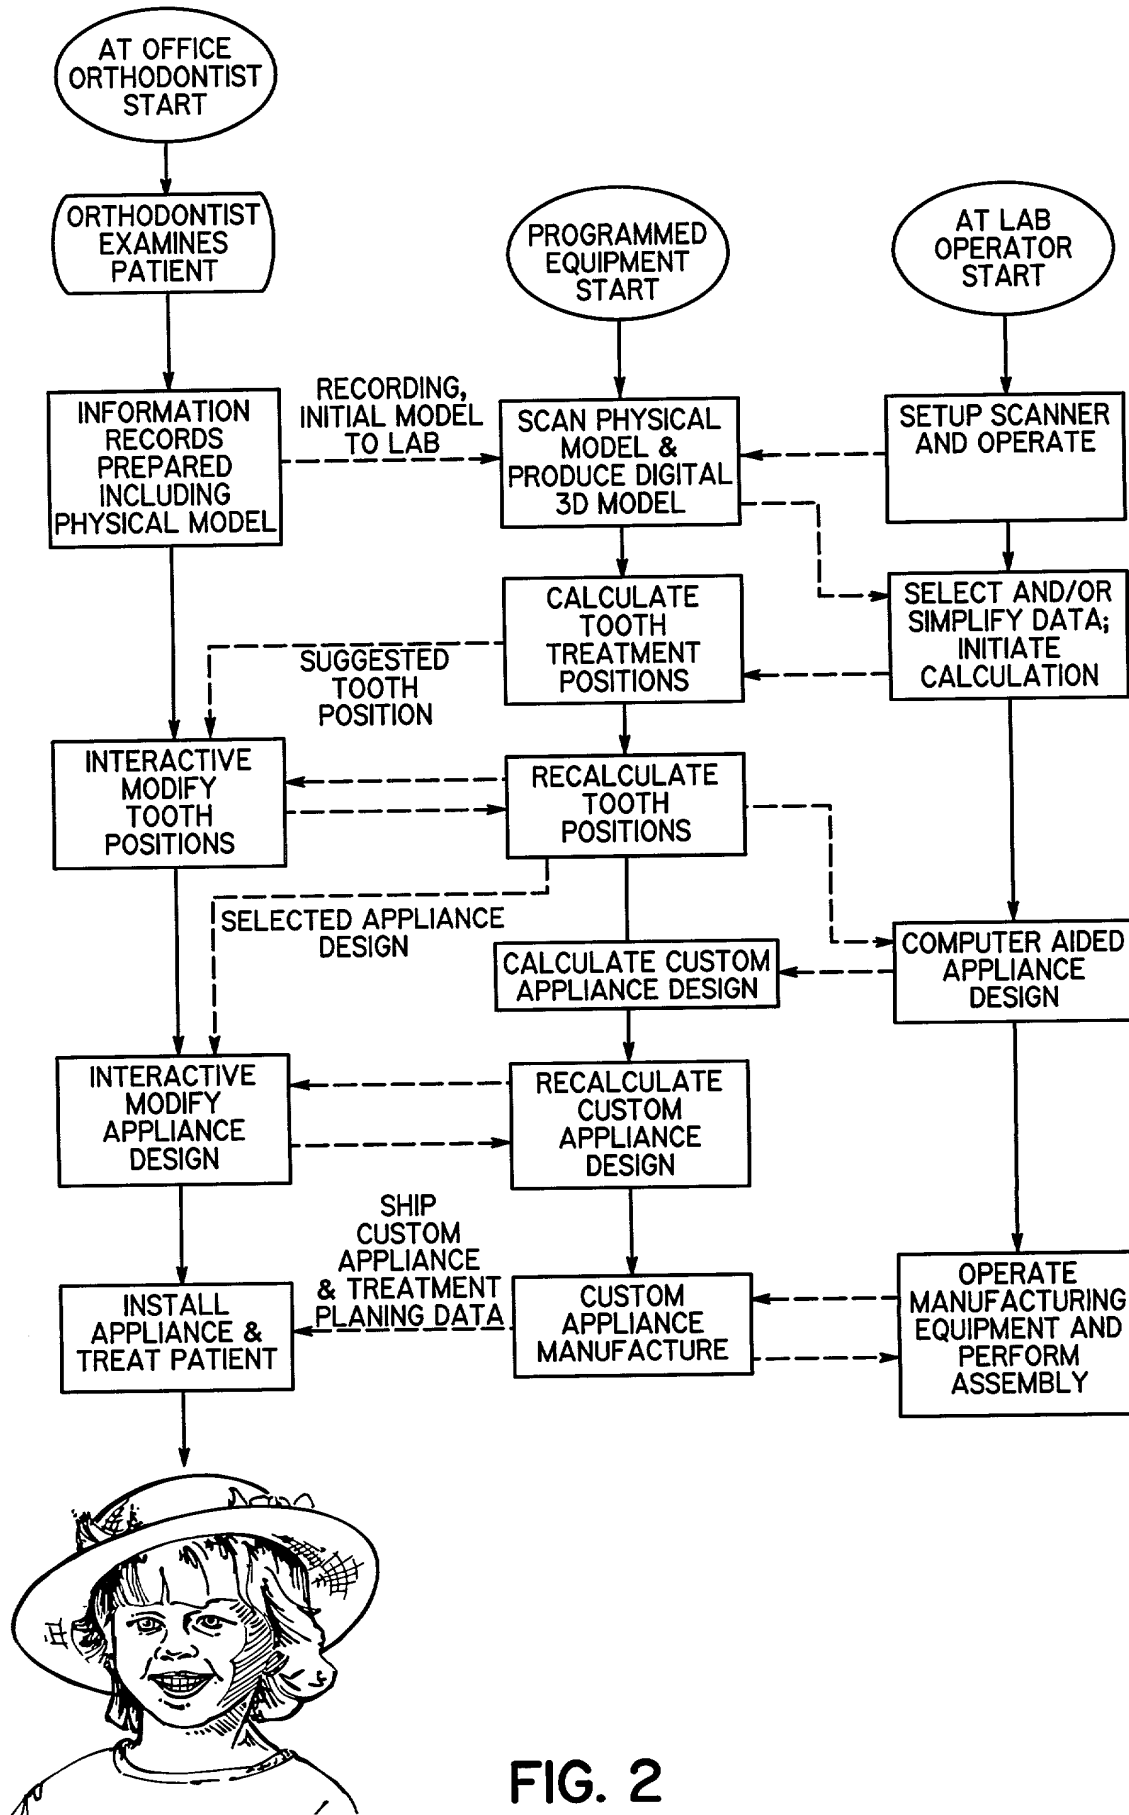 AT OFFICE
ORTHODONTIST
START
ORTHODONTIST
EXAMINES
PATIENT
PROGRAMMED
EQUIPMENT
START
AT LAB
OPERATOR
START
INFORMATION
RECORDS
PREPARED
INCLUDING
PHYSICAL MODEL
RECORDING,
INITIAL MODEL
TO LAB
SCAN PHYSICAL
MODEL &
PRODUCE DIGITAL
3D MODEL
SETUP SCANNER
AND OPERATE
CALCULATE
TOOTH
TREATMENT
POSITIONS
SELECT AND/OR
SIMPLIFY DATA;
INITIATE
CALCULATION
SUGGESTED
TOOTH
POSITION
INTERACTIVE
MODIFY
TOOTH
POSITIONS
RECALCULATE
TOOTH
POSITIONS
SELECTED APPLIANCE
DESIGN
CALCULATE CUSTOM
APPLIANCE DESIGN
COMPUTER AIDED
APPLIANCE
DESIGN
INTERACTIVE
MODIFY
APPLIANCE
DESIGN
RECALCULATE
CUSTOM
APPLIANCE
DESIGN
SHIP
CUSTOM
APPLIANCE
& TREATMENT
PLANING DATA
INSTALL
APPLIANCE &
TREAT PATIENT
CUSTOM
APPLIANCE
MANUFACTURE
OPERATE
MANUFACTURING
EQUIPMENT AND
PERFORM
ASSEMBLY
FIG. 2